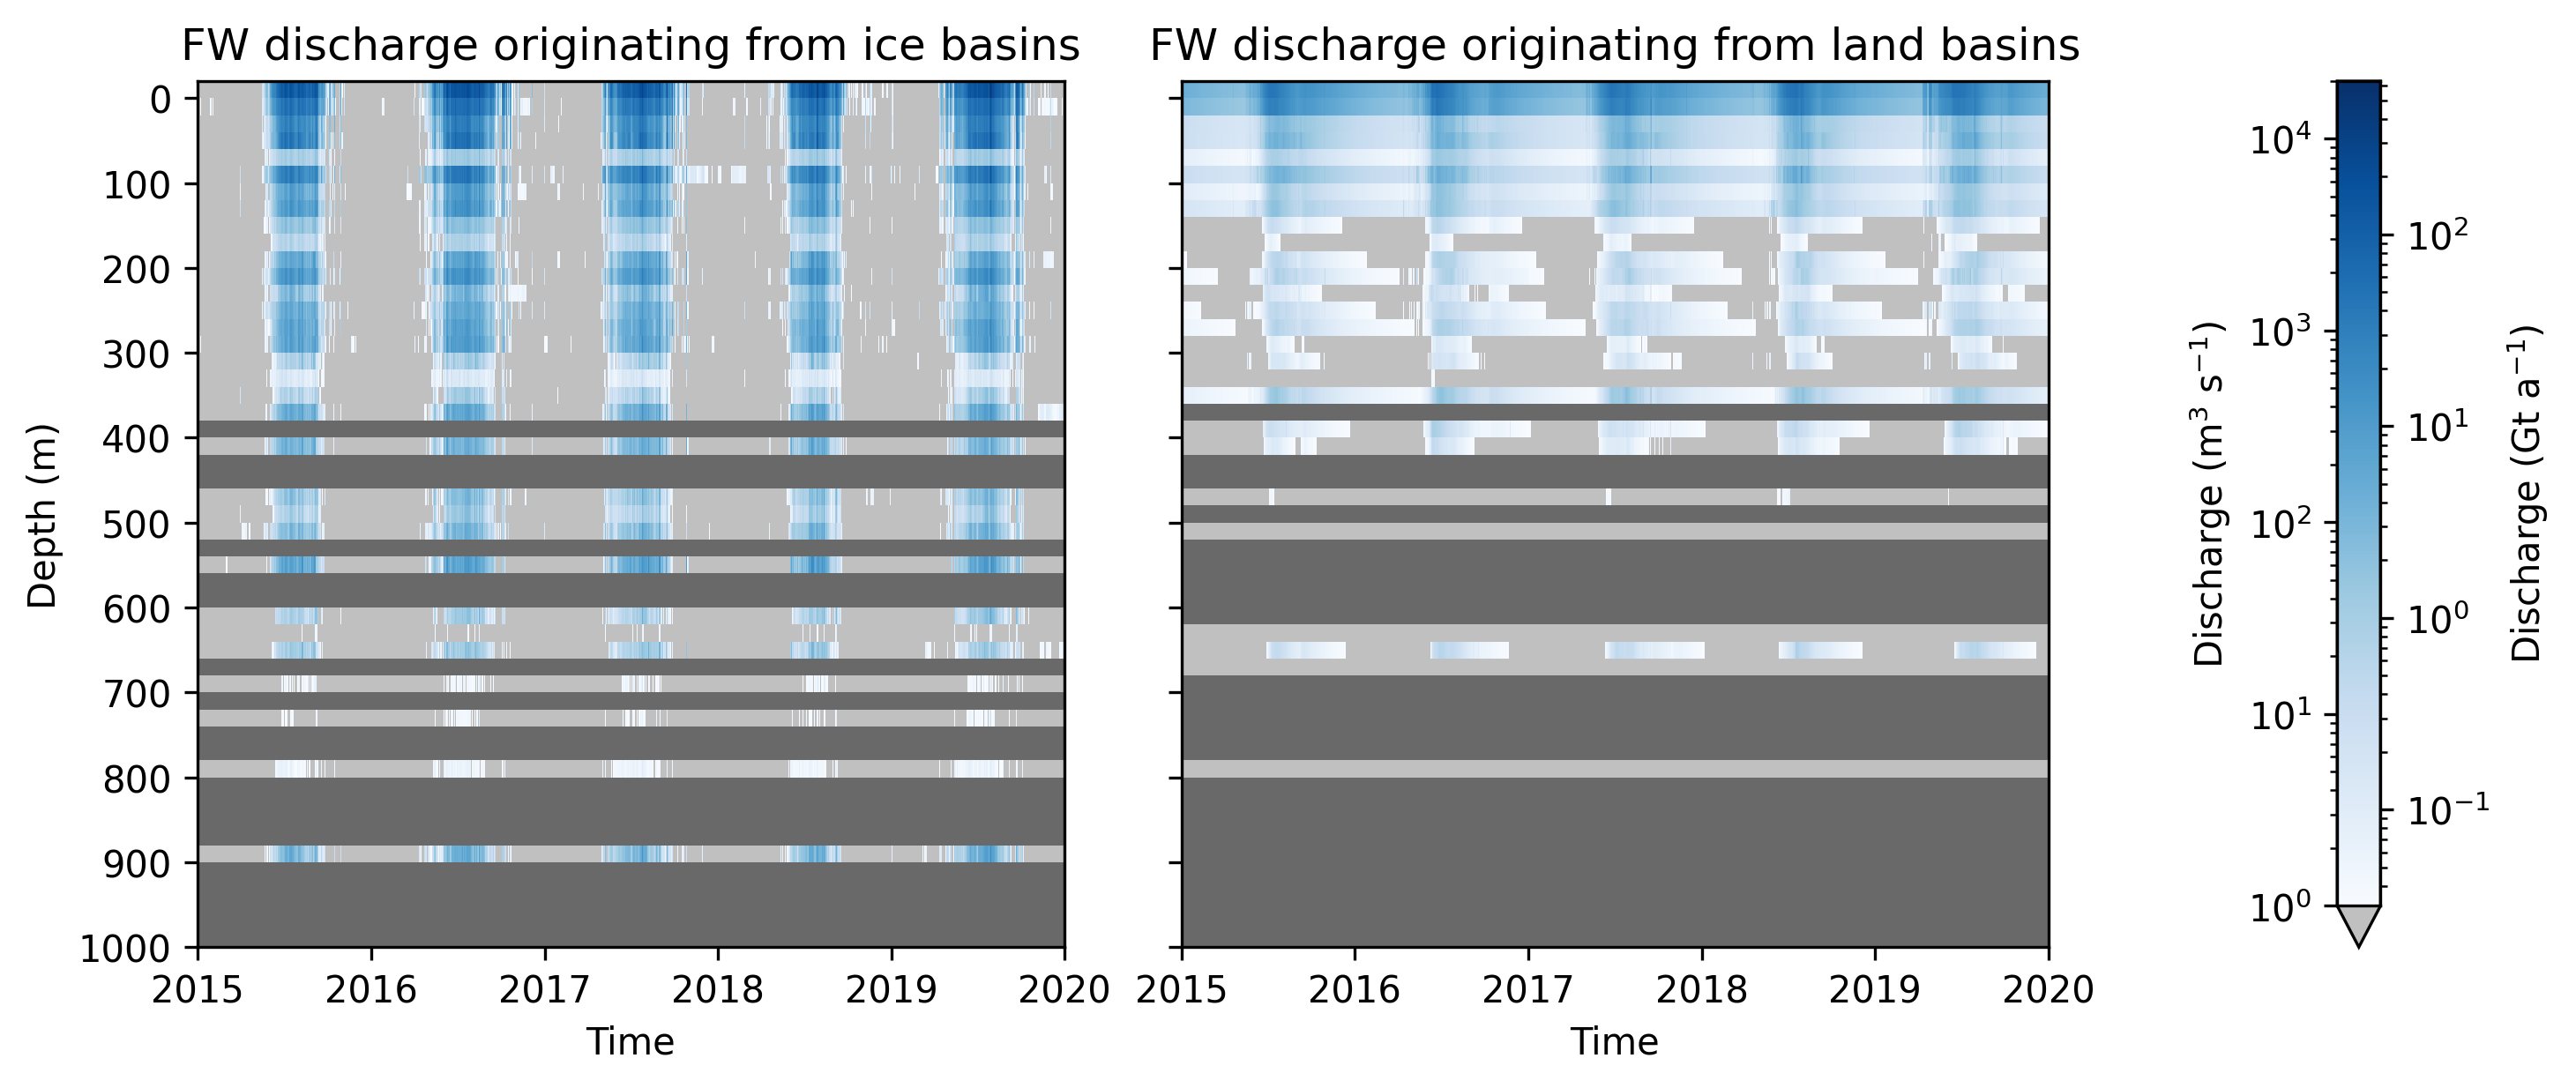 FW discharge originating from ice basins
FW discharge originating from land basins
0
100
200
300
400
500
600
700
800
900
1000
Depth (m)
2015 2016 2017 2018 2019 2020
Time
2015 2016 2017 2018 2019 2020
Time
10⁴
10³
10²
10¹
10⁰
Discharge (m³ s⁻¹)
10²
10¹
10⁰
10⁻¹
Discharge (Gt a⁻¹)